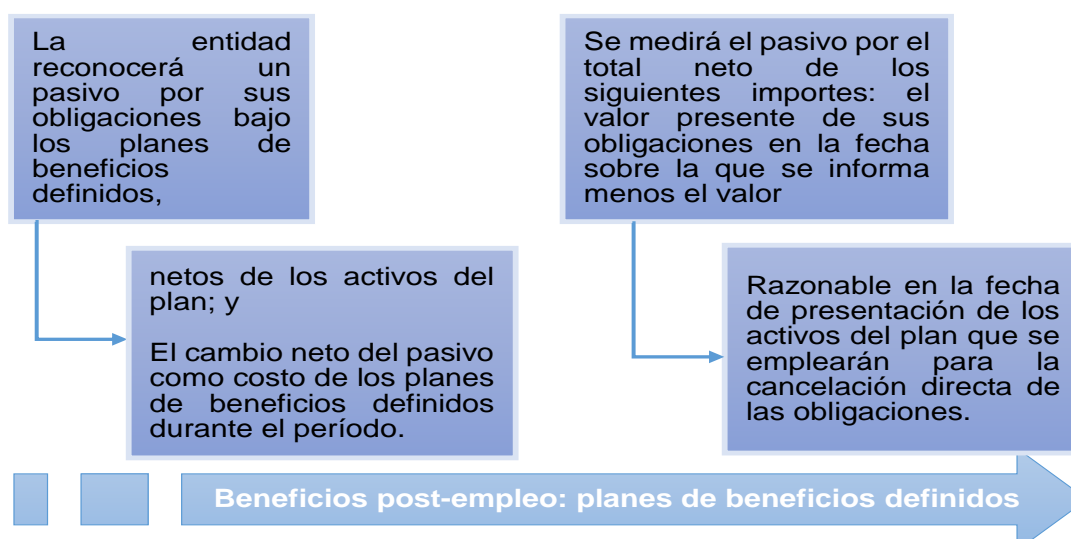 La entidad
reconocerá un
pasivo por sus
obligaciones bajo
los planes de
beneficios
definidos,
netos de los activos del
plan; y
El cambio neto del pasivo
como costo de los planes
de beneficios definidos
durante el período.
Se medirá el pasivo por el
total neto de los
siguientes importes: el
valor presente de sus
obligaciones en la fecha
sobre la que se informa
menos el valor
Razonable en la fecha
de presentación de los
activos del plan que se
emplearán para la
cancelación directa de
las obligaciones.
Beneficios post-empleo: planes de beneficios definidos